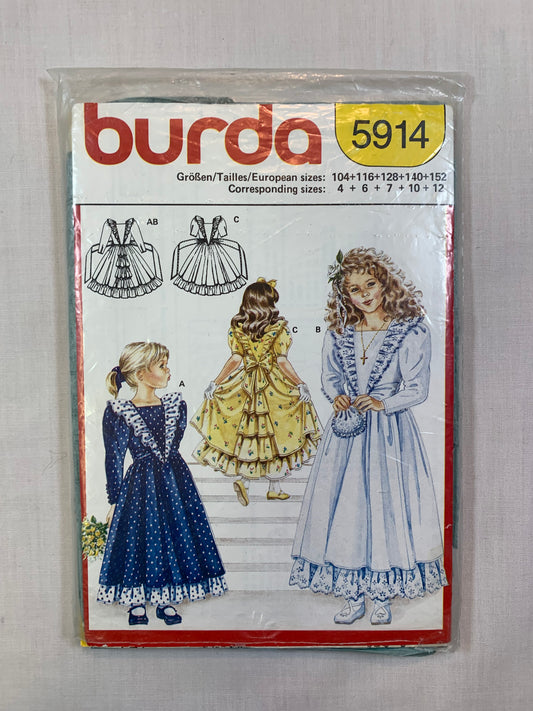 burda
5914
Größen/Tailles/European sizes: 104+116+128+140+152
Corresponding sizes: 4 + 6 + 7 + 10 + 12
AB
C
C
B
A